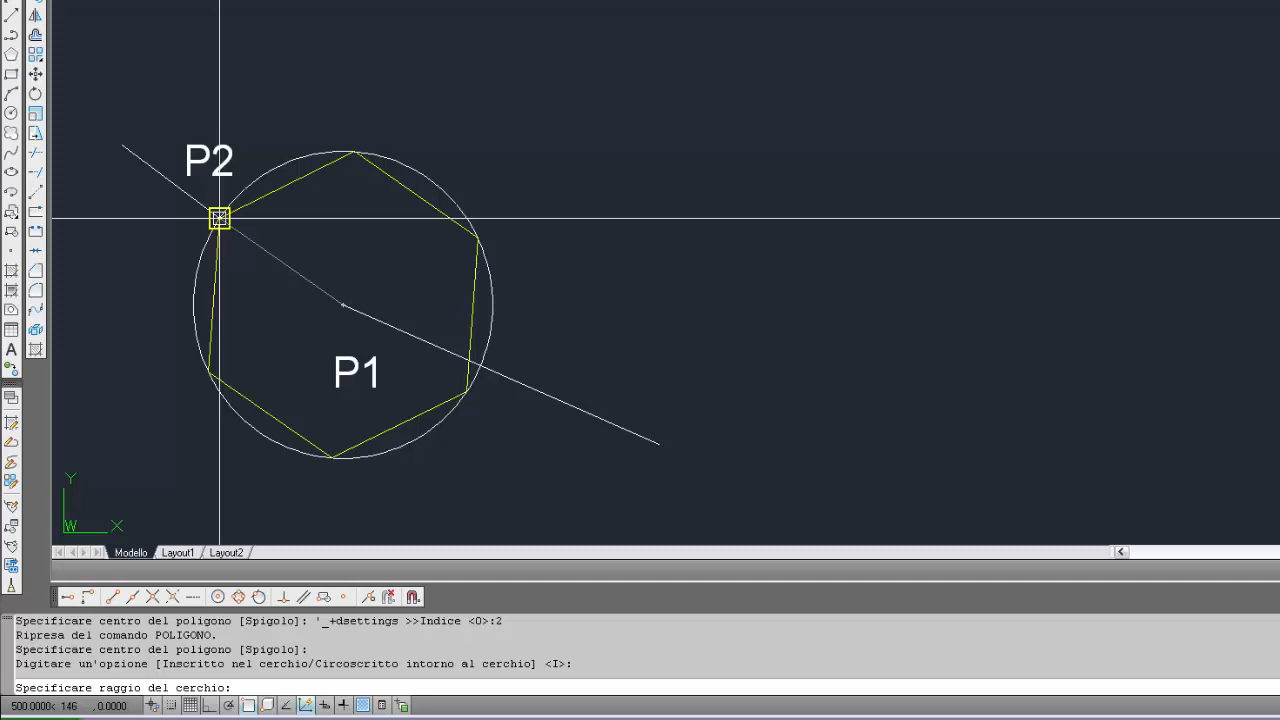 P2
P1
Y
W X
Modello Layout1 Layout2
Specificare centro del poligono [Spigolo]: '_+dsettings >>Indice <0>:2
Ripresa del comando POLIGONO.
Specificare centro del poligono [Spigolo]:
Digitare un'opzione [Inscritto nel cerchio/Circoscritto intorno al cerchio] <I>:
Specificare raggio del cerchio:
500.0000< 146 , 0.0000